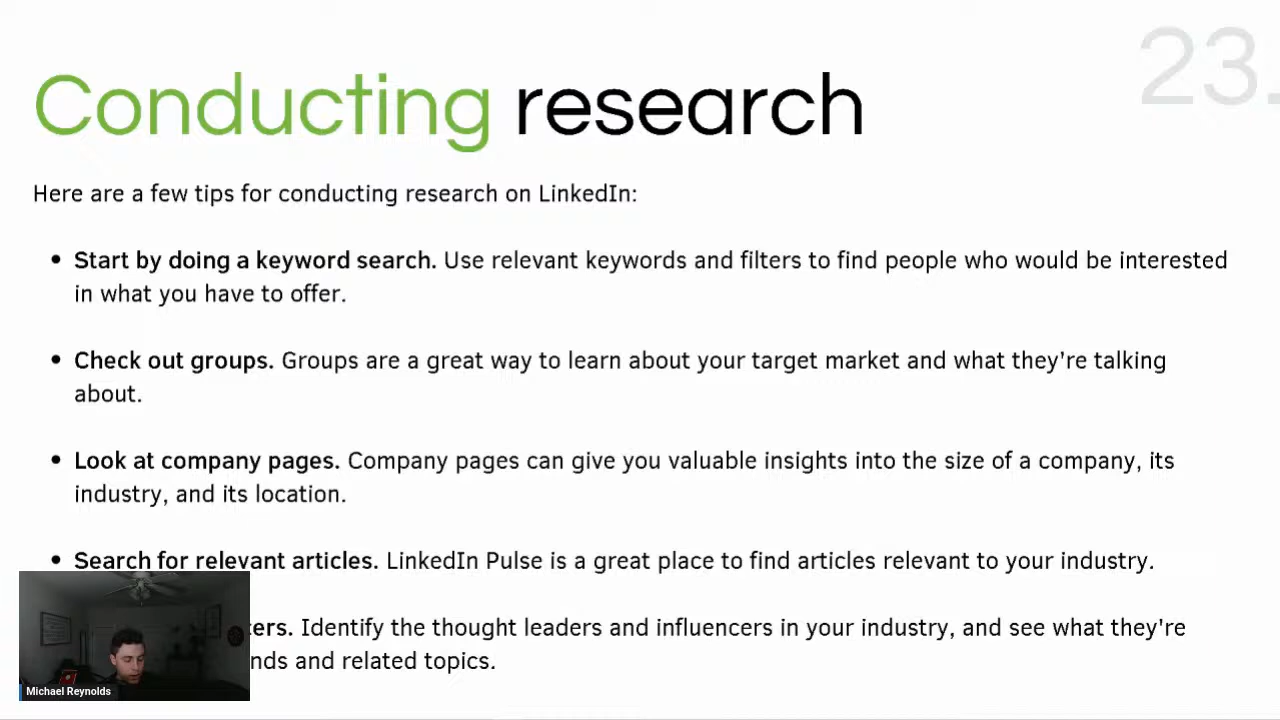 23.
Conducting research
Here are a few tips for conducting research on LinkedIn:
• Start by doing a keyword search. Use relevant keywords and filters to find people who would be interested
in what you have to offer.
• Check out groups. Groups are a great way to learn about your target market and what they're talking
about.
• Look at company pages. Company pages can give you valuable insights into the size of a company, its
industry, and its location.
• Search for relevant articles. LinkedIn Pulse is a great place to find articles relevant to your industry.
Identify the thought leaders and influencers in your industry, and see what they're
and related topics.
Michael Reynolds